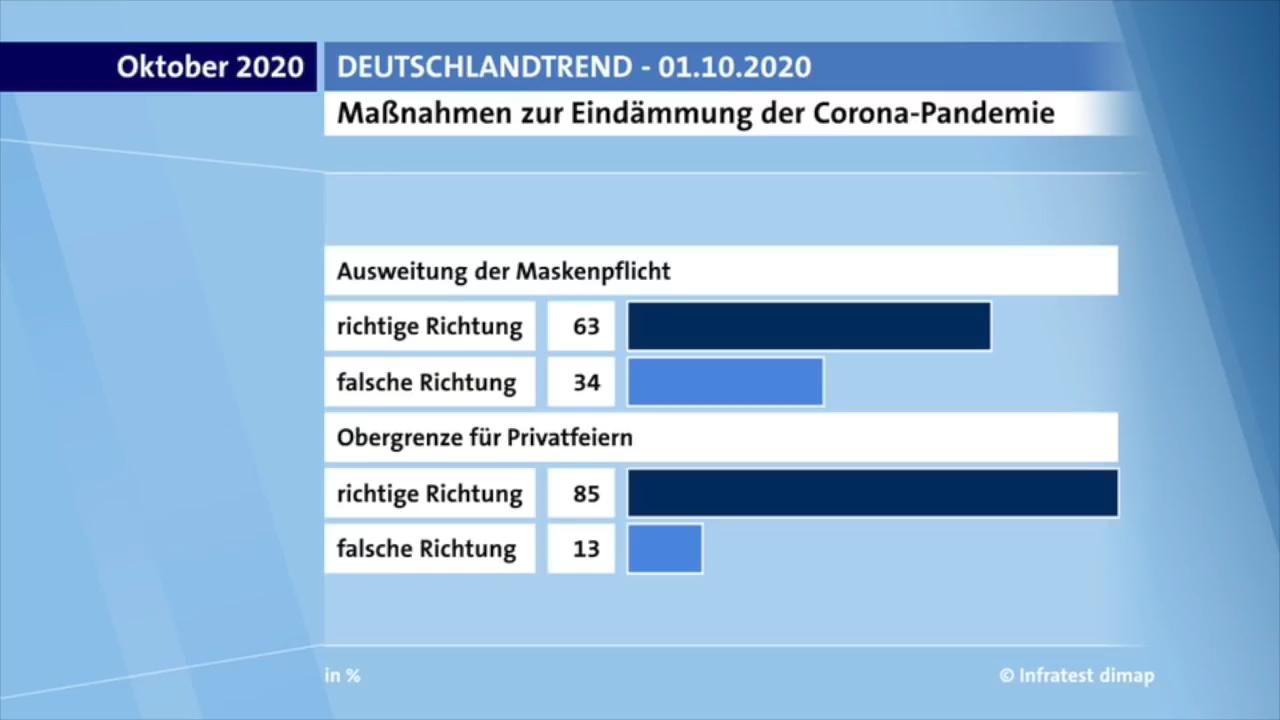 Oktober 2020
DEUTSCHLANDTREND - 01.10.2020
Maßnahmen zur Eindämmung der Corona-Pandemie
Ausweitung der Maskenpflicht
richtige Richtung 63
falsche Richtung 34
Obergrenze für Privatfeiern
richtige Richtung 85
falsche Richtung 13
in % © Infratest dimap